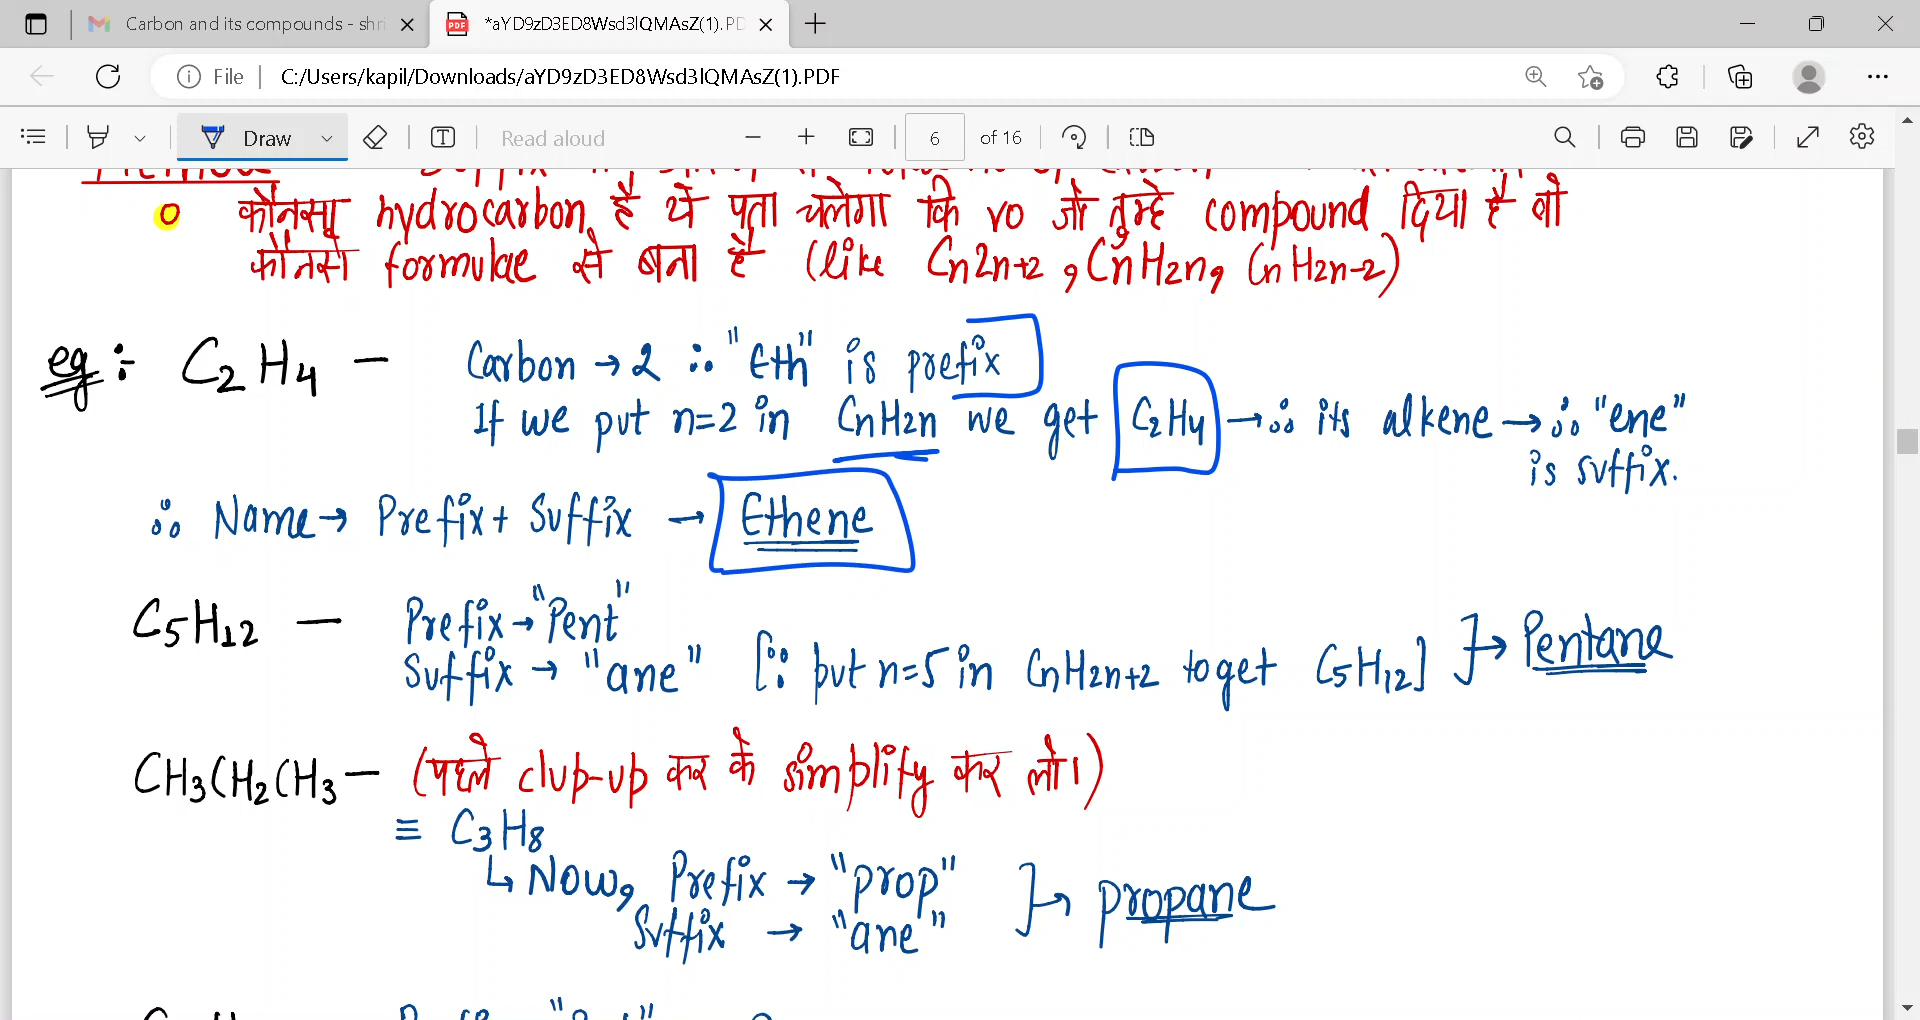 Carbon and its compounds - shri
*aYD9zD3ED8Wsd3lQMAsZ(1).PD
File C:/Users/kapil/Downloads/aYD9zD3ED8Wsd3lQMAsZ(1).PDF
Draw Read aloud 6 of 16
कौनसा hydrocarbon है ये पता चलेगा कि vo जो तुम्हे compound दिया है वो
कौनसे formulae से बना है (like Cn2n+2, CnH2n, CnH2n-2)
eg:- C2H4 - Carbon → 2 ∴ "Eth" is prefix
If we put n=2 in CnH2n we get C2H4 → ∴ its alkene → ∴ "ene"
is suffix.
∴ Name → Prefix + Suffix → Ethene
C5H12 - Prefix → "Pent"
Suffix → "ane" [∵ put n=5 in CnH2n+2 to get C5H12] } → Pentane
CH3CH2CH3 - (पहले club-up कर के simplify कर लो।)
≡ C3H8
↳ Now, Prefix → "prop"
Suffix → "ane" } → propane